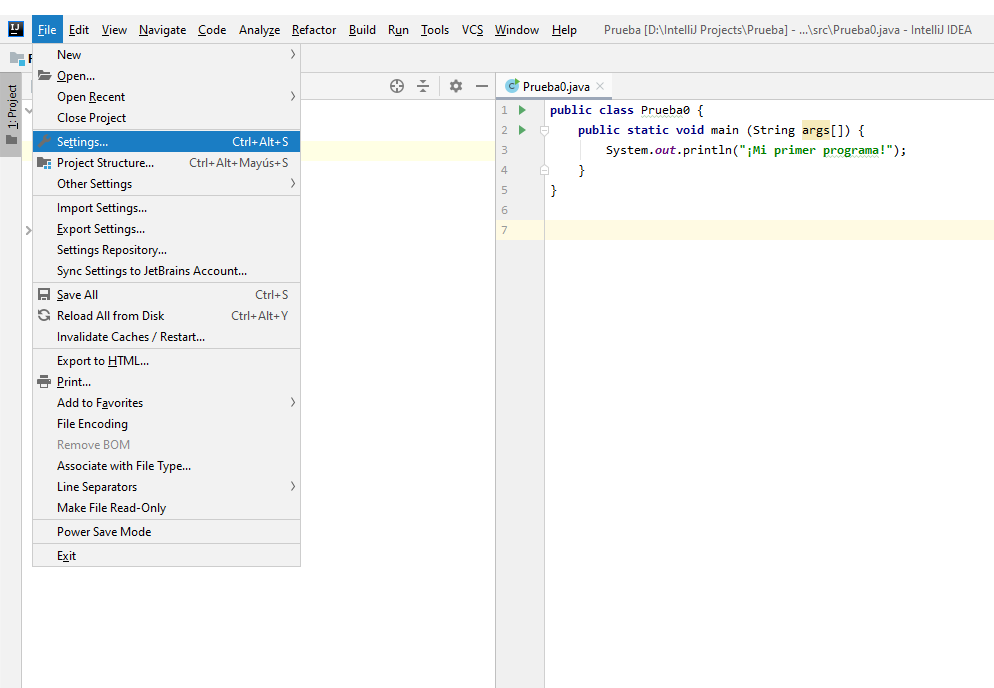 IJ File Edit View Navigate Code Analyze Refactor Build Run Tools VCS Window Help Prueba [D:\IntelliJ Projects\Prueba] - ...\src\Prueba0.java - IntelliJ IDEA
1: Project
New
Open...
Open Recent
Close Project
Settings... Ctrl+Alt+S
Project Structure... Ctrl+Alt+Mayús+S
Other Settings
Import Settings...
Export Settings...
Settings Repository...
Sync Settings to JetBrains Account...
Save All Ctrl+S
Reload All from Disk Ctrl+Alt+Y
Invalidate Caches / Restart...
Export to HTML...
Print...
Add to Favorites
File Encoding
Remove BOM
Associate with File Type...
Line Separators
Make File Read-Only
Power Save Mode
Exit
C Prueba0.java
1 public class Prueba0 {
2 public static void main (String args[]) {
3 System.out.println("¡Mi primer programa!");
4 }
5 }
6
7